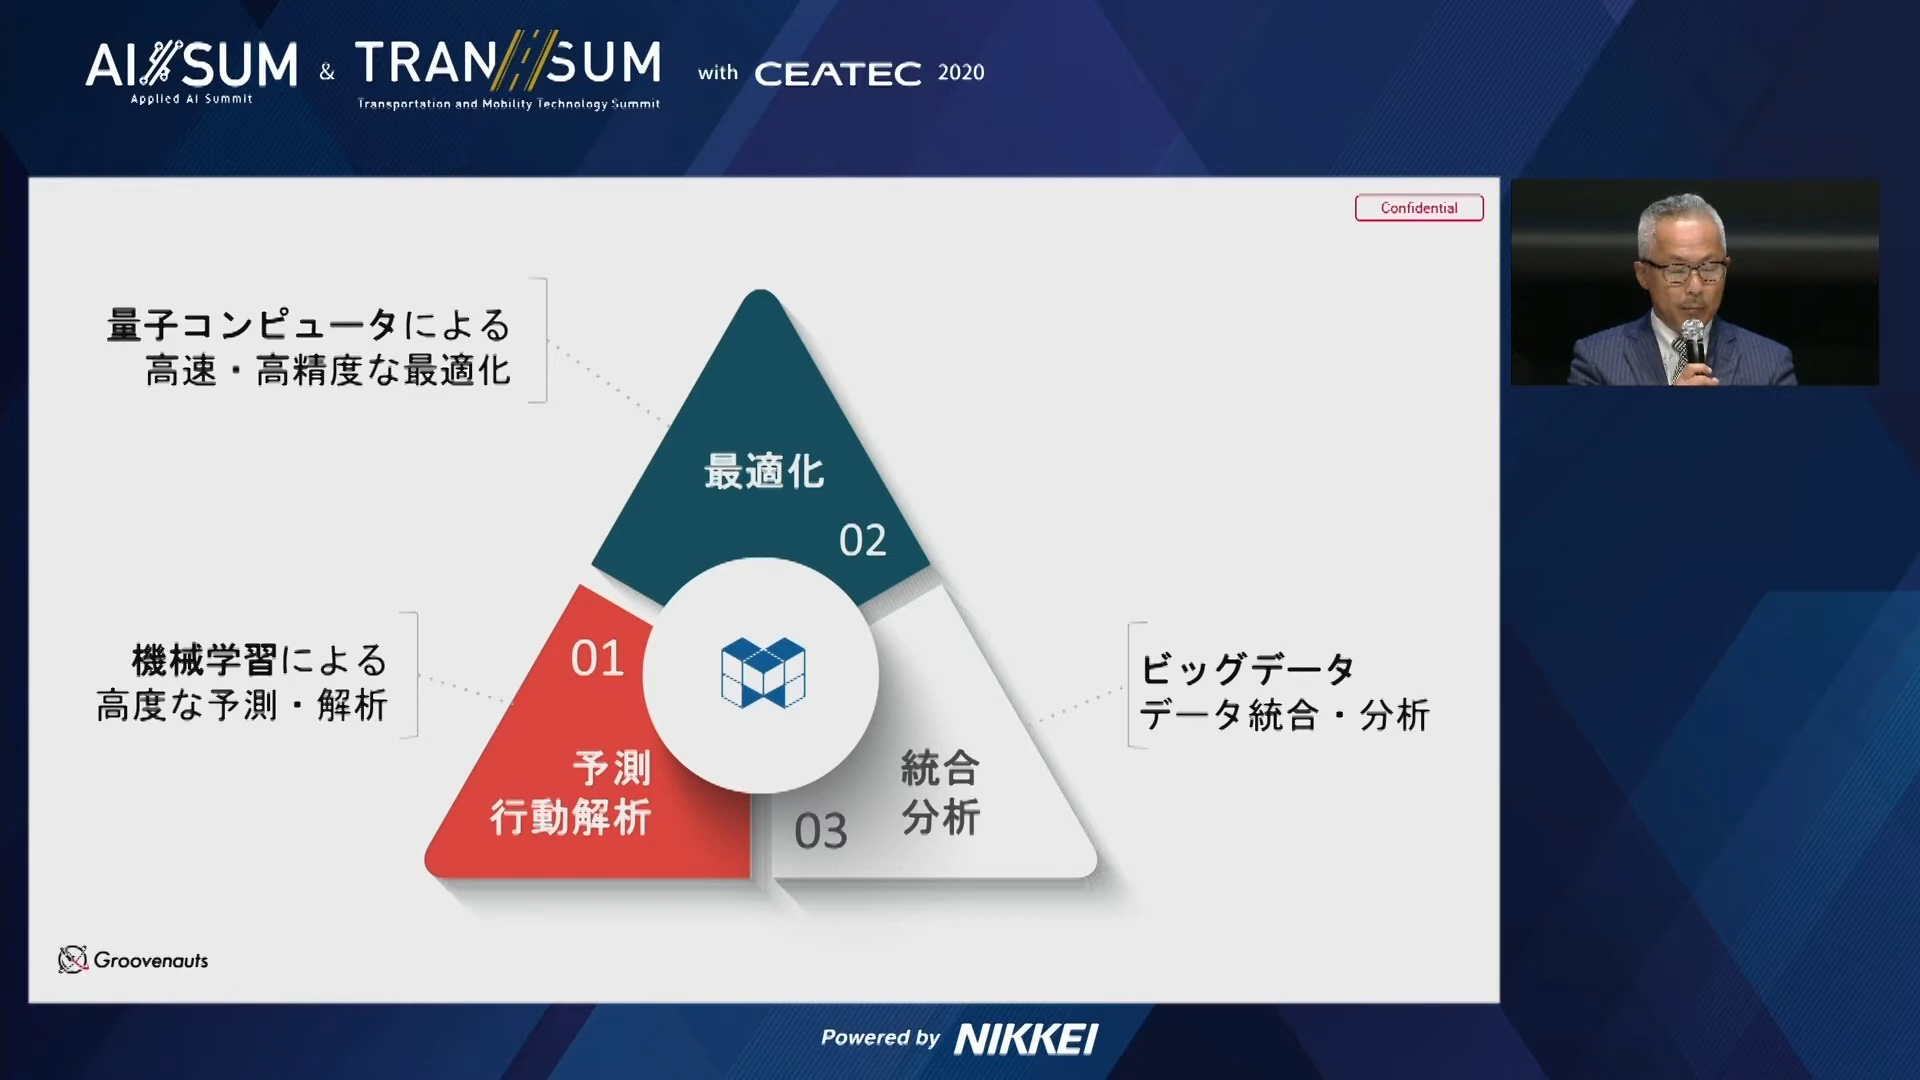 AI//SUM
Applied AI Summit
&
TRAN//SUM
Transportation and Mobility Technology Summit
with CEATEC 2020
Confidential
量子コンピュータによる
高速・高精度な最適化
最適化
02
機械学習による
高度な予測・解析
01
予測
行動解析
ビッグデータ
データ統合・分析
統合
分析
03
Groovenauts
Powered by NIKKEI